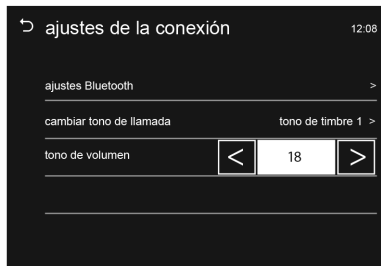 ajustes de la conexión 12:08
ajustes Bluetooth >
cambiar tono de llamada tono de timbre 1 >
tono de volumen < 18 >